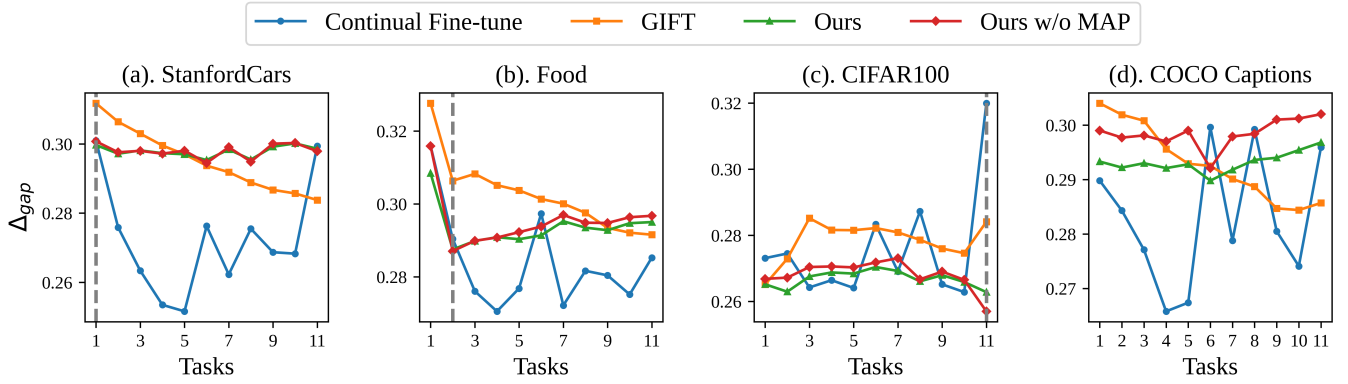 Continual Fine-tune GIFT Ours Ours w/o MAP
(a). StanfordCars (b). Food (c). CIFAR100 (d). COCO Captions
Δgap
0.30
0.28
0.26
1 3 5 7 9 11
Tasks
0.32
0.30
0.28
1 3 5 7 9 11
Tasks
0.32
0.30
0.28
0.26
1 3 5 7 9 11
Tasks
0.30
0.29
0.28
0.27
1 2 3 4 5 6 7 8 9 10 11
Tasks